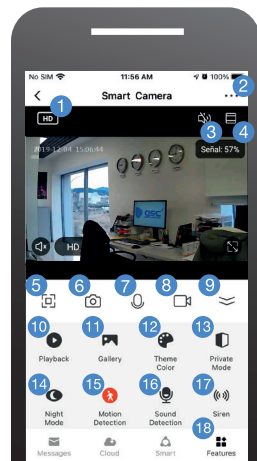 No SIM 11:56 AM 100%
Smart Camera 2
1 HD 3 4
2019-12-04 15:06:44 Señal: 57%
QSC
HD
5 6 7 8 9
10 11 12 13
Playback Gallery Theme Color Private Mode
14 15 16 17
Night Mode Motion Detection Sound Detection Siren
18
Messages Cloud Smart Features